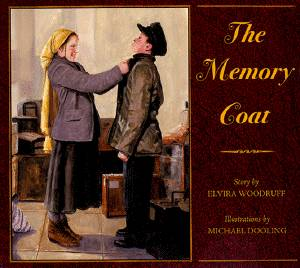 The
Memory
Coat
Story by
ELVIRA WOODRUFF
Illustrations by
MICHAEL DOOLING